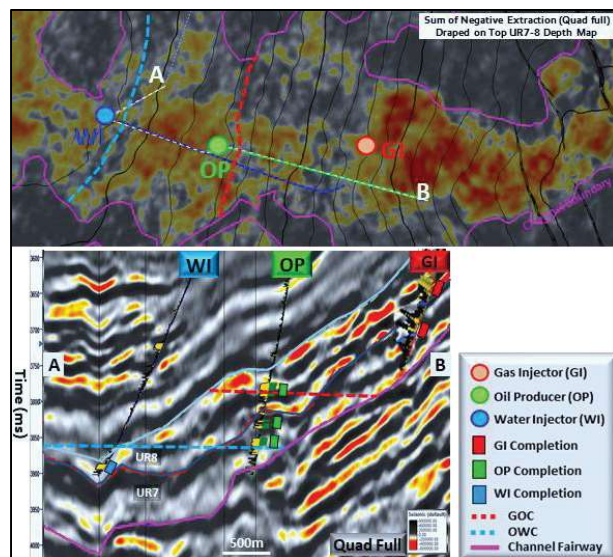 Sum of Negative Extraction (Quad full)
Draped on Top UR7-8 Depth Map
A
WI
OP
GI
B
WI
OP
GI
A
B
Time (ms)
UR8
UR7
500m
Quad Full
Seismic (default)
Gas Injector (GI)
Oil Producer (OP)
Water Injector (WI)
GI Completion
OP Completion
WI Completion
GOC
OWC
Channel Fairway